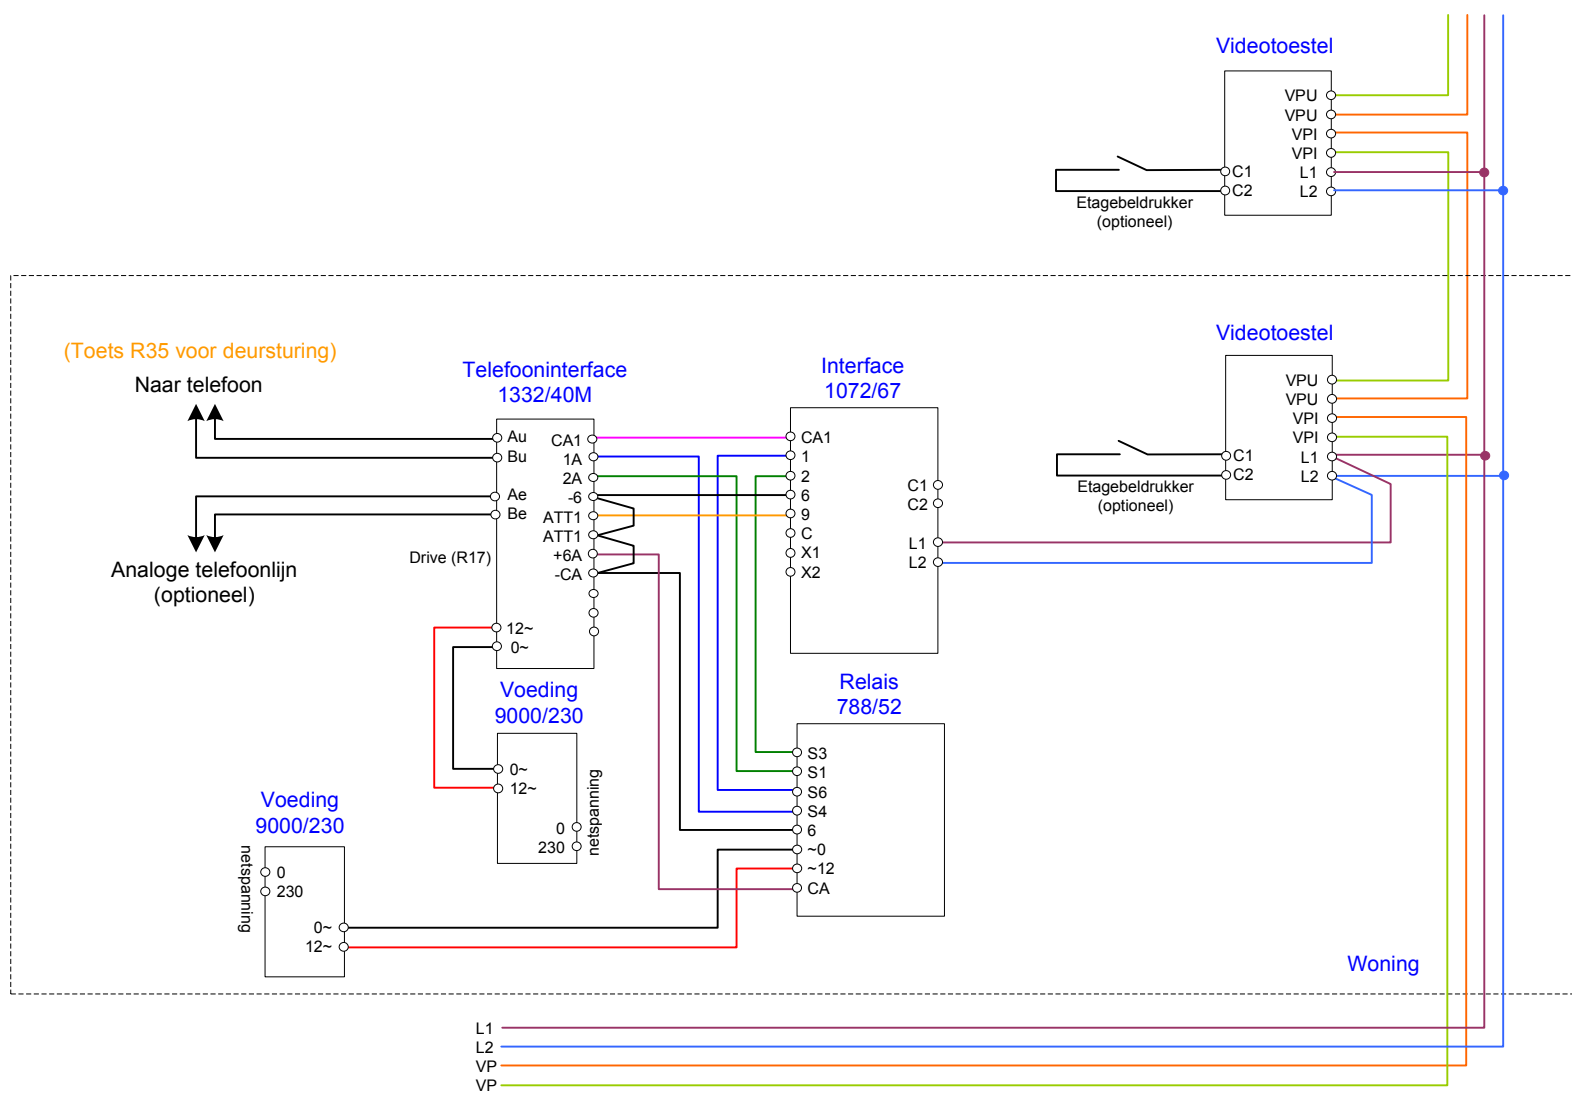 Videotoestel
VPU
VPU
VPI
VPI
L1
L2
C1
C2
Etagebeldrukker
(optioneel)
(Toets R35 voor deursturing)
Naar telefoon
Analoge telefoonlijn
(optioneel)
Telefooninterface
1332/40M
Au
Bu
Ae
Be
Drive (R17)
12~
0~
CA1
1A
2A
-6
ATT1
ATT1
+6A
-CA
Interface
1072/67
CA1
1
2
6
9
C
X1
X2
C1
C2
L1
L2
Videotoestel
VPU
VPU
VPI
VPI
L1
L2
C1
C2
Etagebeldrukker
(optioneel)
Voeding
9000/230
0~
12~
0
230
netspanning
Relais
788/52
S3
S1
S6
S4
6
~0
~12
CA
Voeding
9000/230
netspanning
0
230
0~
12~
Woning
L1
L2
VP
VP